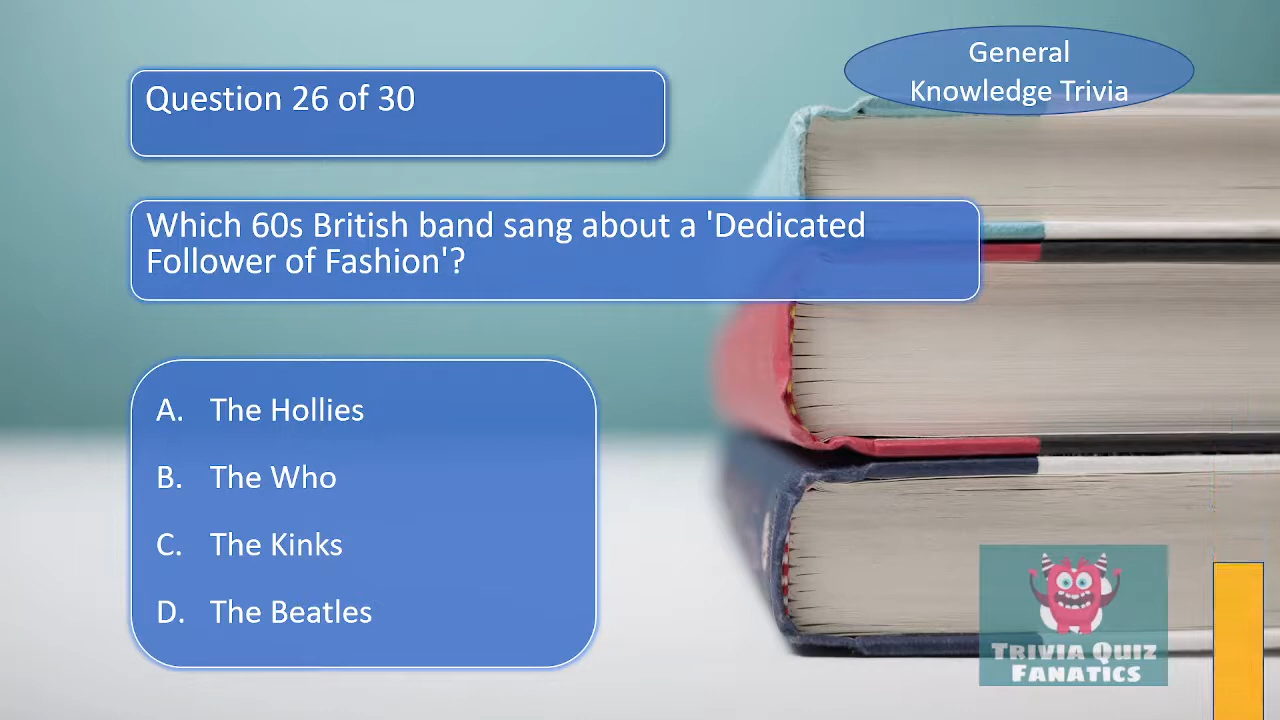 General
Knowledge Trivia
Question 26 of 30
Which 60s British band sang about a 'Dedicated
Follower of Fashion'?
A. The Hollies
B. The Who
C. The Kinks
D. The Beatles
Trivia Quiz
Fanatics